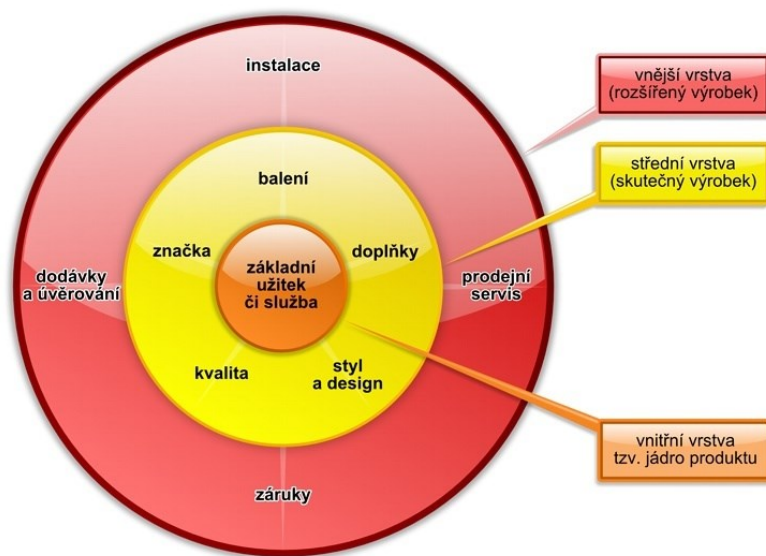 instalace
vnější vrstva
(rozšířený výrobek)
balení
střední vrstva
(skutečný výrobek)
značka
doplňky
základní
užitek
či služba
dodávky
a úvěrování
prodejní
servis
kvalita
styl
a design
vnitřní vrstva
tzv. jádro produktu
záruky